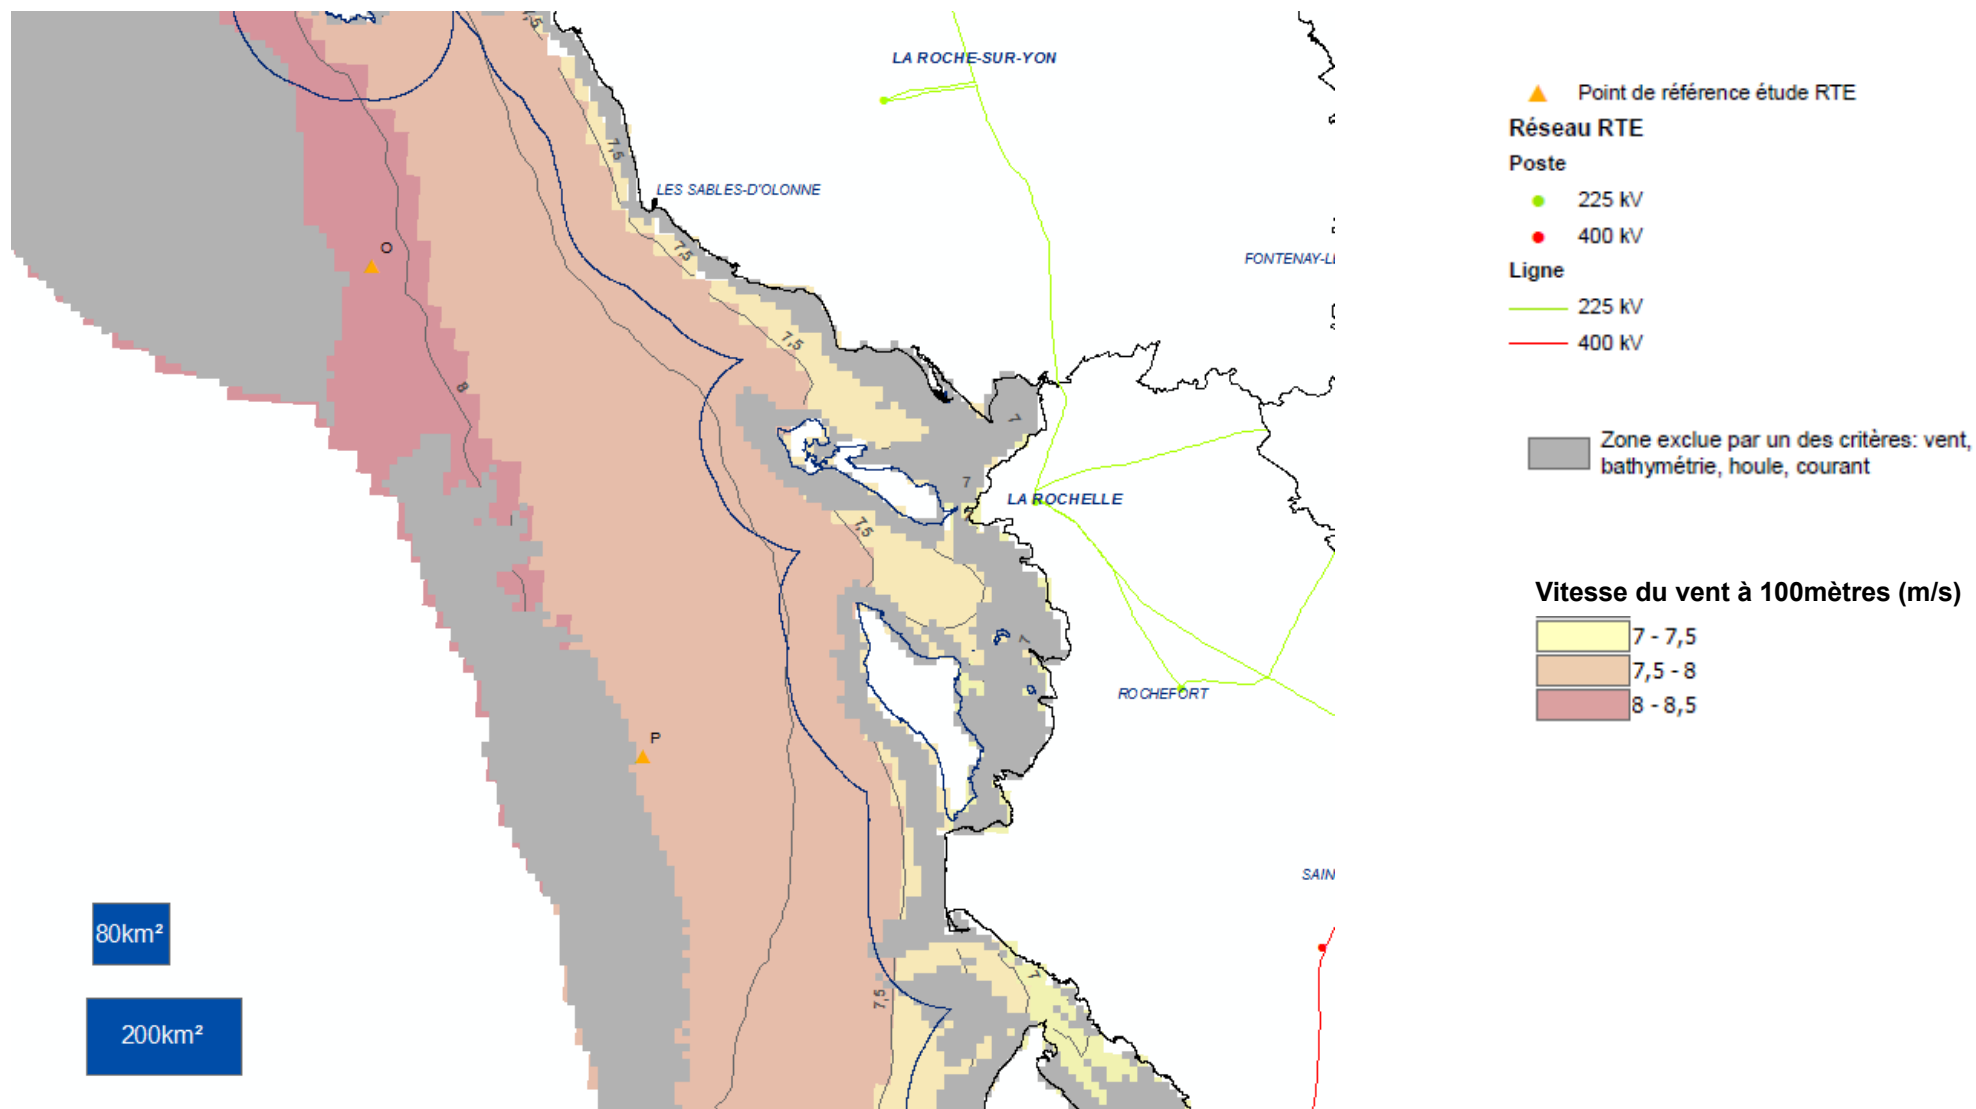 7,5
LA ROCHE-SUR-YON
7,5
LES SABLES-D'OLONNE
7,5
O
FONTENAY-LE
7,5
8
7
7
LA ROCHELLE
7
7,5
7
ROCHEFORT
P
SAIN
7
7,5
80km²
200km²
Point de référence étude RTE
Réseau RTE
Poste
225 kV
400 kV
Ligne
225 kV
400 kV
Zone exclue par un des critères: vent,
bathymétrie, houle, courant
Vitesse du vent à 100mètres (m/s)
7 - 7,5
7,5 - 8
8 - 8,5